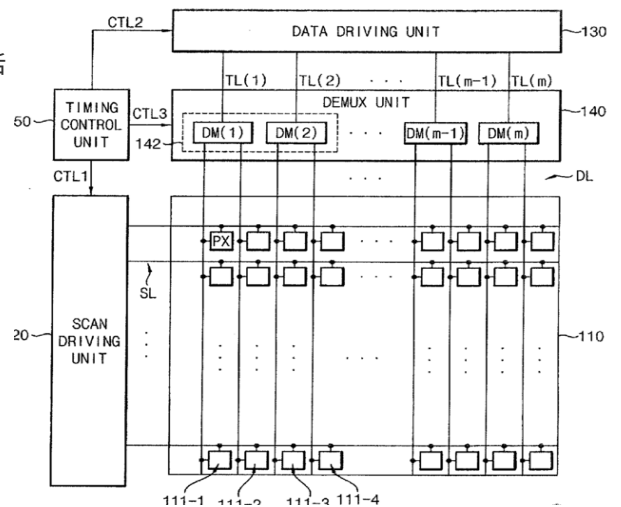 CTL2
DATA DRIVING UNIT
130
TL(1) TL(2) TL(m-1) TL(m)
DEMUX UNIT
TIMING
CONTROL
UNIT
50
CTL3
140
DM(1) DM(2) DM(m-1) DM(m)
142
CTL1
DL
PX
SL
SCAN
DRIVING
UNIT
20
110
111-1 111-2 111-3 111-4